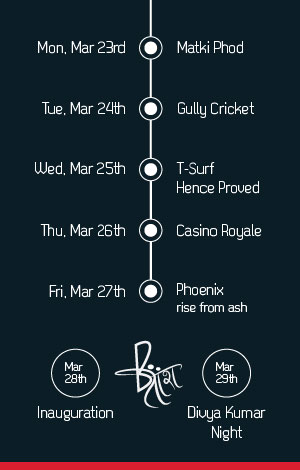 Mon, Mar 23rd Matki Phod
Tue, Mar 24th Gully Cricket
Wed, Mar 25th T-Surf
Hence Proved
Thu, Mar 26th Casino Royale
Fri, Mar 27th Phoenix
rise from ash
Mar
28th
Inauguration
Mar
29th
Divya Kumar
Night